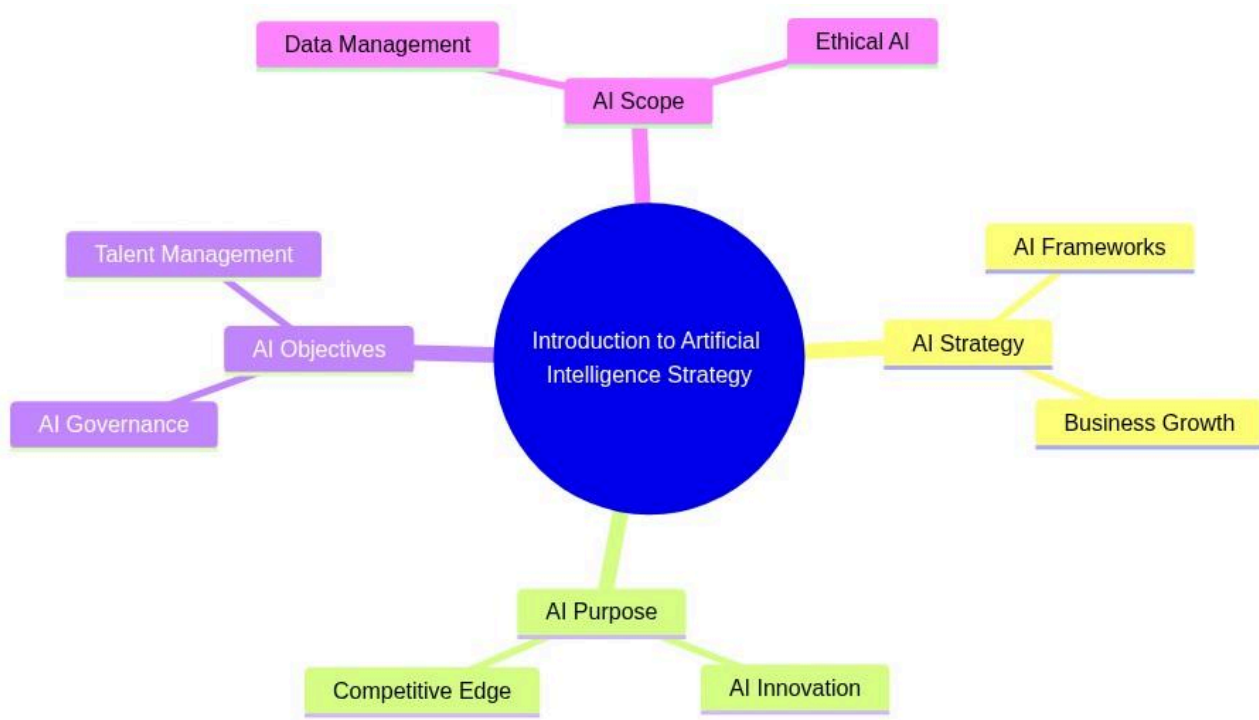 Data Management
Ethical AI
AI Scope
Talent Management
AI Frameworks
AI Objectives
Introduction to Artificial
Intelligence Strategy
AI Strategy
AI Governance
Business Growth
AI Purpose
Competitive Edge
AI Innovation